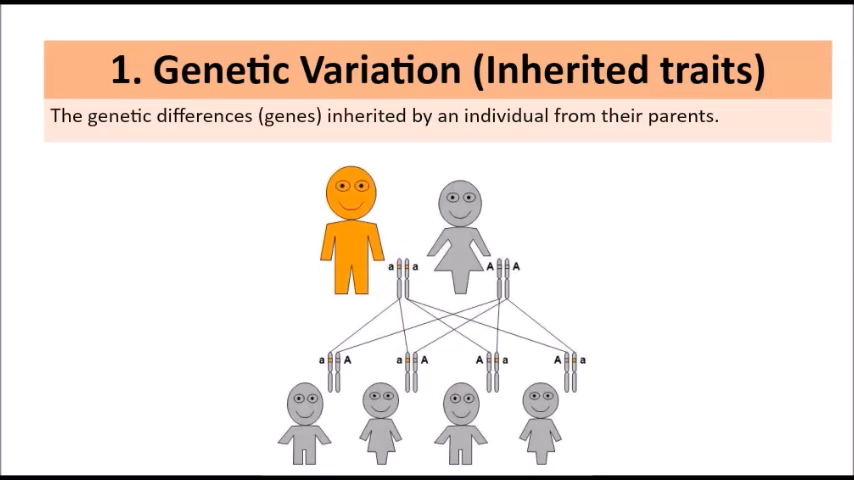 1. Genetic Variation (Inherited traits)
The genetic differences (genes) inherited by an individual from their parents.
a a A A
a A a A A a A a